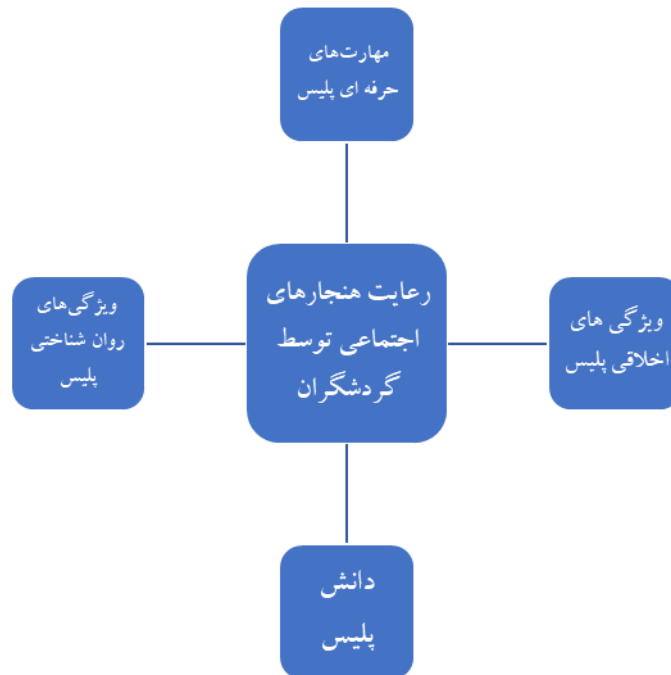 مهارت‌های
حرفه ای پلیس
رعایت هنجارهای
اجتماعی توسط
گردشگران
ویژگی های
اخلاقی پلیس
ویژگی‌های
روان شناختی
پلیس
دانش
پلیس